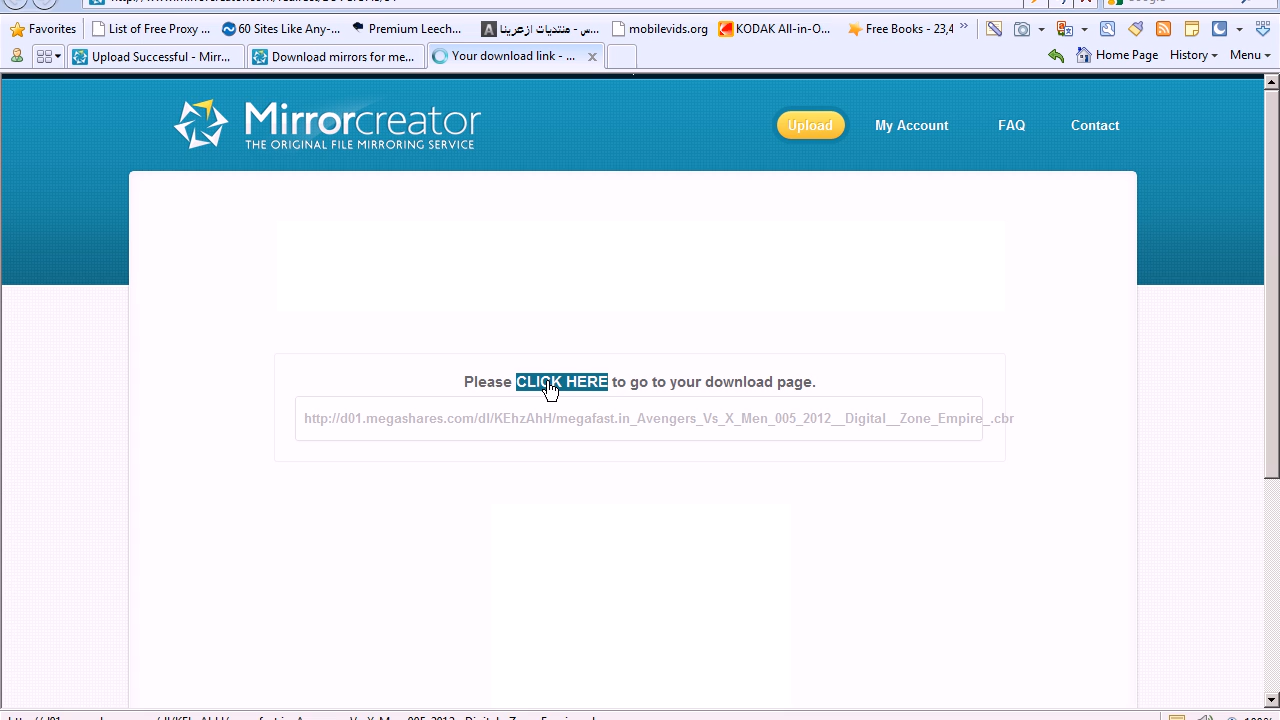 Favorites
List of Free Proxy ...
60 Sites Like Any-...
Premium Leech...
س - منتديات ازعرينا...
mobilevids.org
KODAK All-in-O...
Free Books - 23,4
Upload Successful - Mirr...
Download mirrors for me...
Your download link - ...
Home Page
History
Menu
Mirrorcreator
THE ORIGINAL FILE MIRRORING SERVICE
Upload
My Account
FAQ
Contact
Please CLICK HERE to go to your download page.
http://d01.megashares.com/dl/KEhzAhH/megafast.in_Avengers_Vs_X_Men_005_2012__Digital__Zone_Empire_.cbr